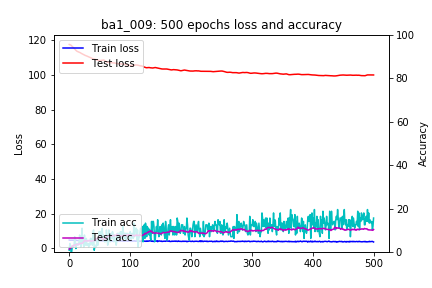 ba1_009: 500 epochs loss and accuracy
120
100
80
60
40
20
0
Loss
Train loss
Test loss
Train acc
Test acc
100
80
60
40
20
0
Accuracy
0 100 200 300 400 500